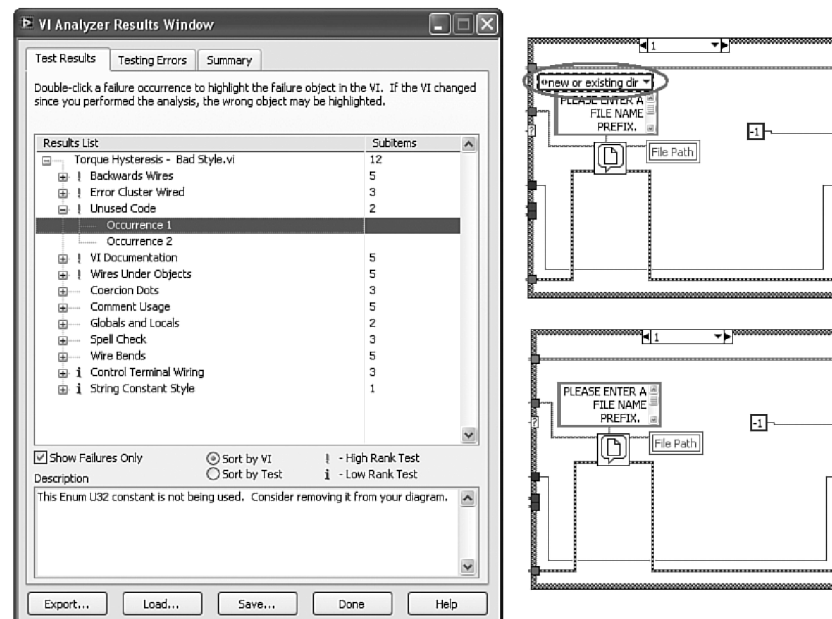 VI Analyzer Results Window
Test Results Testing Errors Summary
Double-click a failure occurrence to highlight the failure object in the VI. If the VI changed
since you performed the analysis, the wrong object may be highlighted.
Results List Subitems
Torque Hysteresis - Bad Style.vi 12
! Backwards Wires 5
! Error Cluster Wired 3
! Unused Code 2
Occurrence 1
Occurrence 2
! VI Documentation 5
! Wires Under Objects 5
Coercion Dots 3
Comment Usage 5
Globals and Locals 2
Spell Check 3
Wire Bends 5
i Control Terminal Wiring 3
i String Constant Style 1
Show Failures Only Sort by VI ! - High Rank Test
Sort by Test i - Low Rank Test
Description
This Enum U32 constant is not being used. Consider removing it from your diagram.
Export... Load... Save... Done Help
1
new or existing dir
PLEASE ENTER A
FILE NAME
PREFIX.
-1
File Path
?
1
PLEASE ENTER A
FILE NAME
PREFIX.
-1
File Path
?